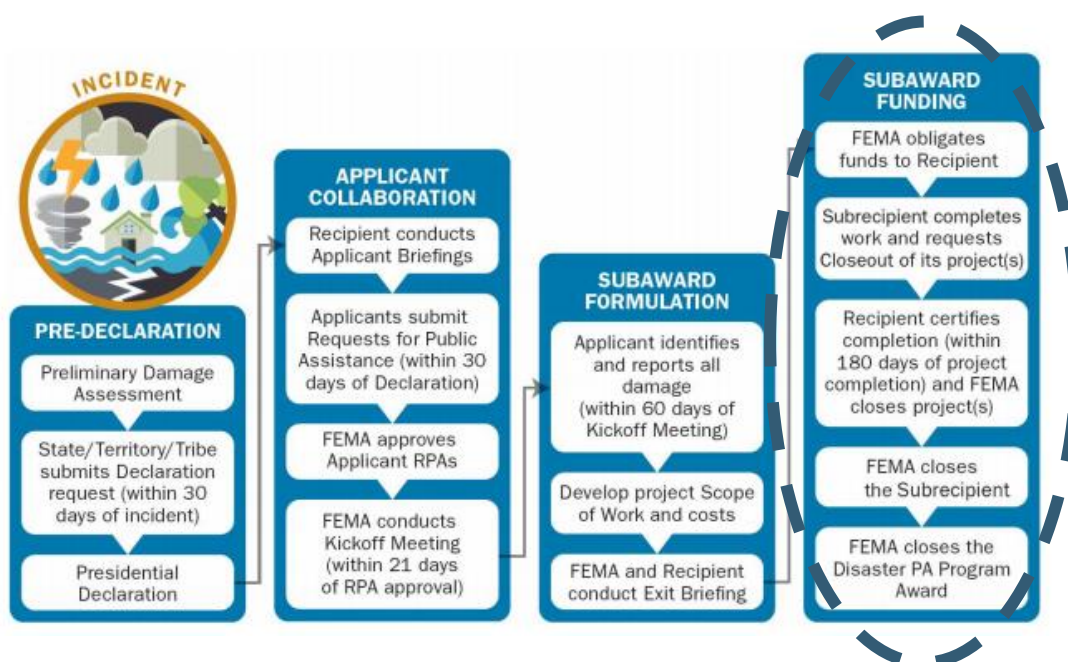 INCIDENT
PRE-DECLARATION
Preliminary Damage
Assessment
State/Territory/Tribe
submits Declaration
request (within 30
days of incident)
Presidential
Declaration
APPLICANT
COLLABORATION
Recipient conducts
Applicant Briefings
Applicants submit
Requests for Public
Assistance (within 30
days of Declaration)
FEMA approves
Applicant RPAs
FEMA conducts
Kickoff Meeting
(within 21 days
of RPA approval)
SUBAWARD
FORMULATION
Applicant identifies
and reports all
damage
(within 60 days of
Kickoff Meeting)
Develop project Scope
of Work and costs
FEMA and Recipient
conduct Exit Briefing
SUBAWARD
FUNDING
FEMA obligates
funds to Recipient
Subrecipient completes
work and requests
Closeout of its project(s)
Recipient certifies
completion (within
180 days of project
completion) and FEMA
closes project(s)
FEMA closes
the Subrecipient
FEMA closes the
Disaster PA Program
Award